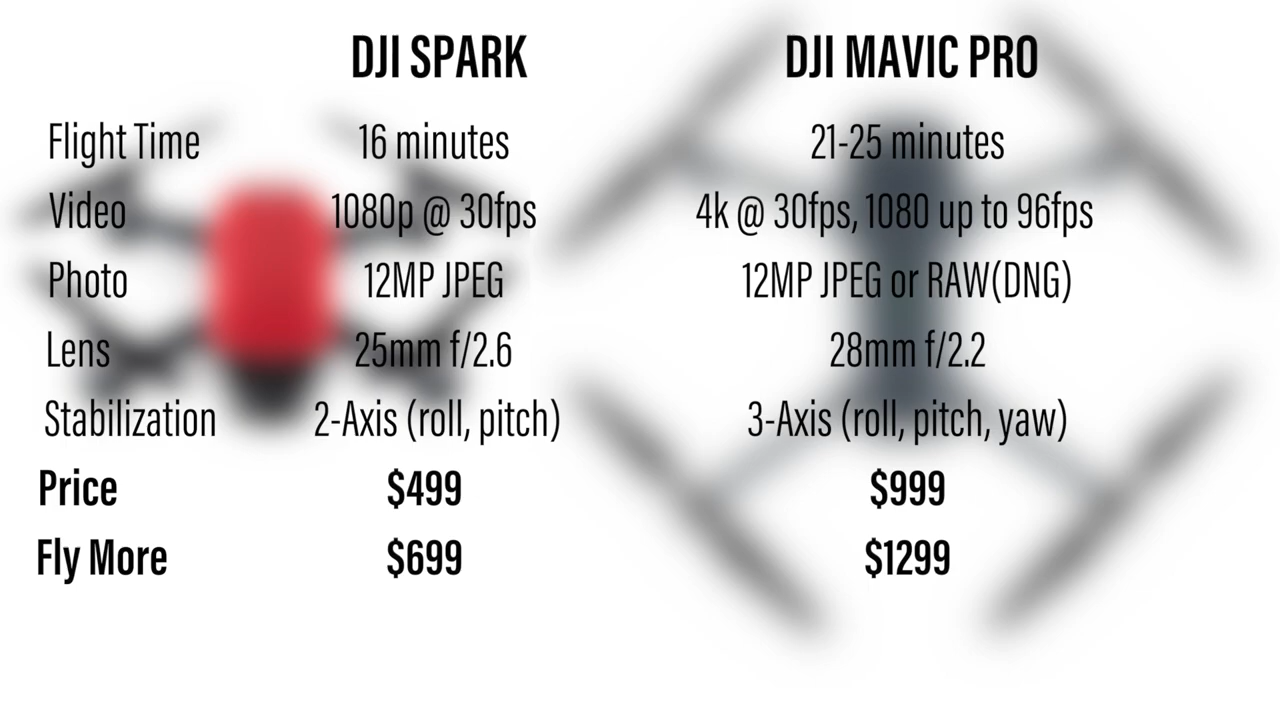 DJI SPARK DJI MAVIC PRO
Flight Time 16 minutes 21-25 minutes
Video 1080p @ 30fps 4k @ 30fps, 1080 up to 96fps
Photo 12MP JPEG 12MP JPEG or RAW(DNG)
Lens 25mm f/2.6 28mm f/2.2
Stabilization 2-Axis (roll, pitch) 3-Axis (roll, pitch, yaw)
Price $499 $999
Fly More $699 $1299